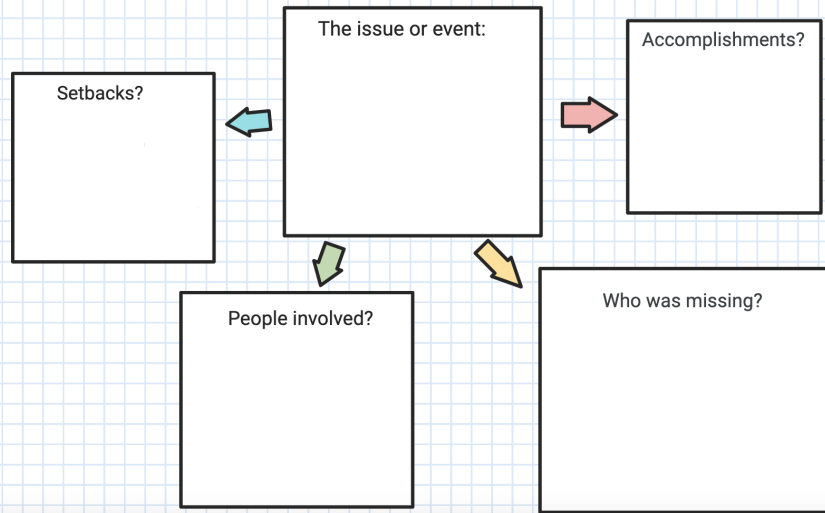 The issue or event:
Accomplishments?
Setbacks?
People involved?
Who was missing?